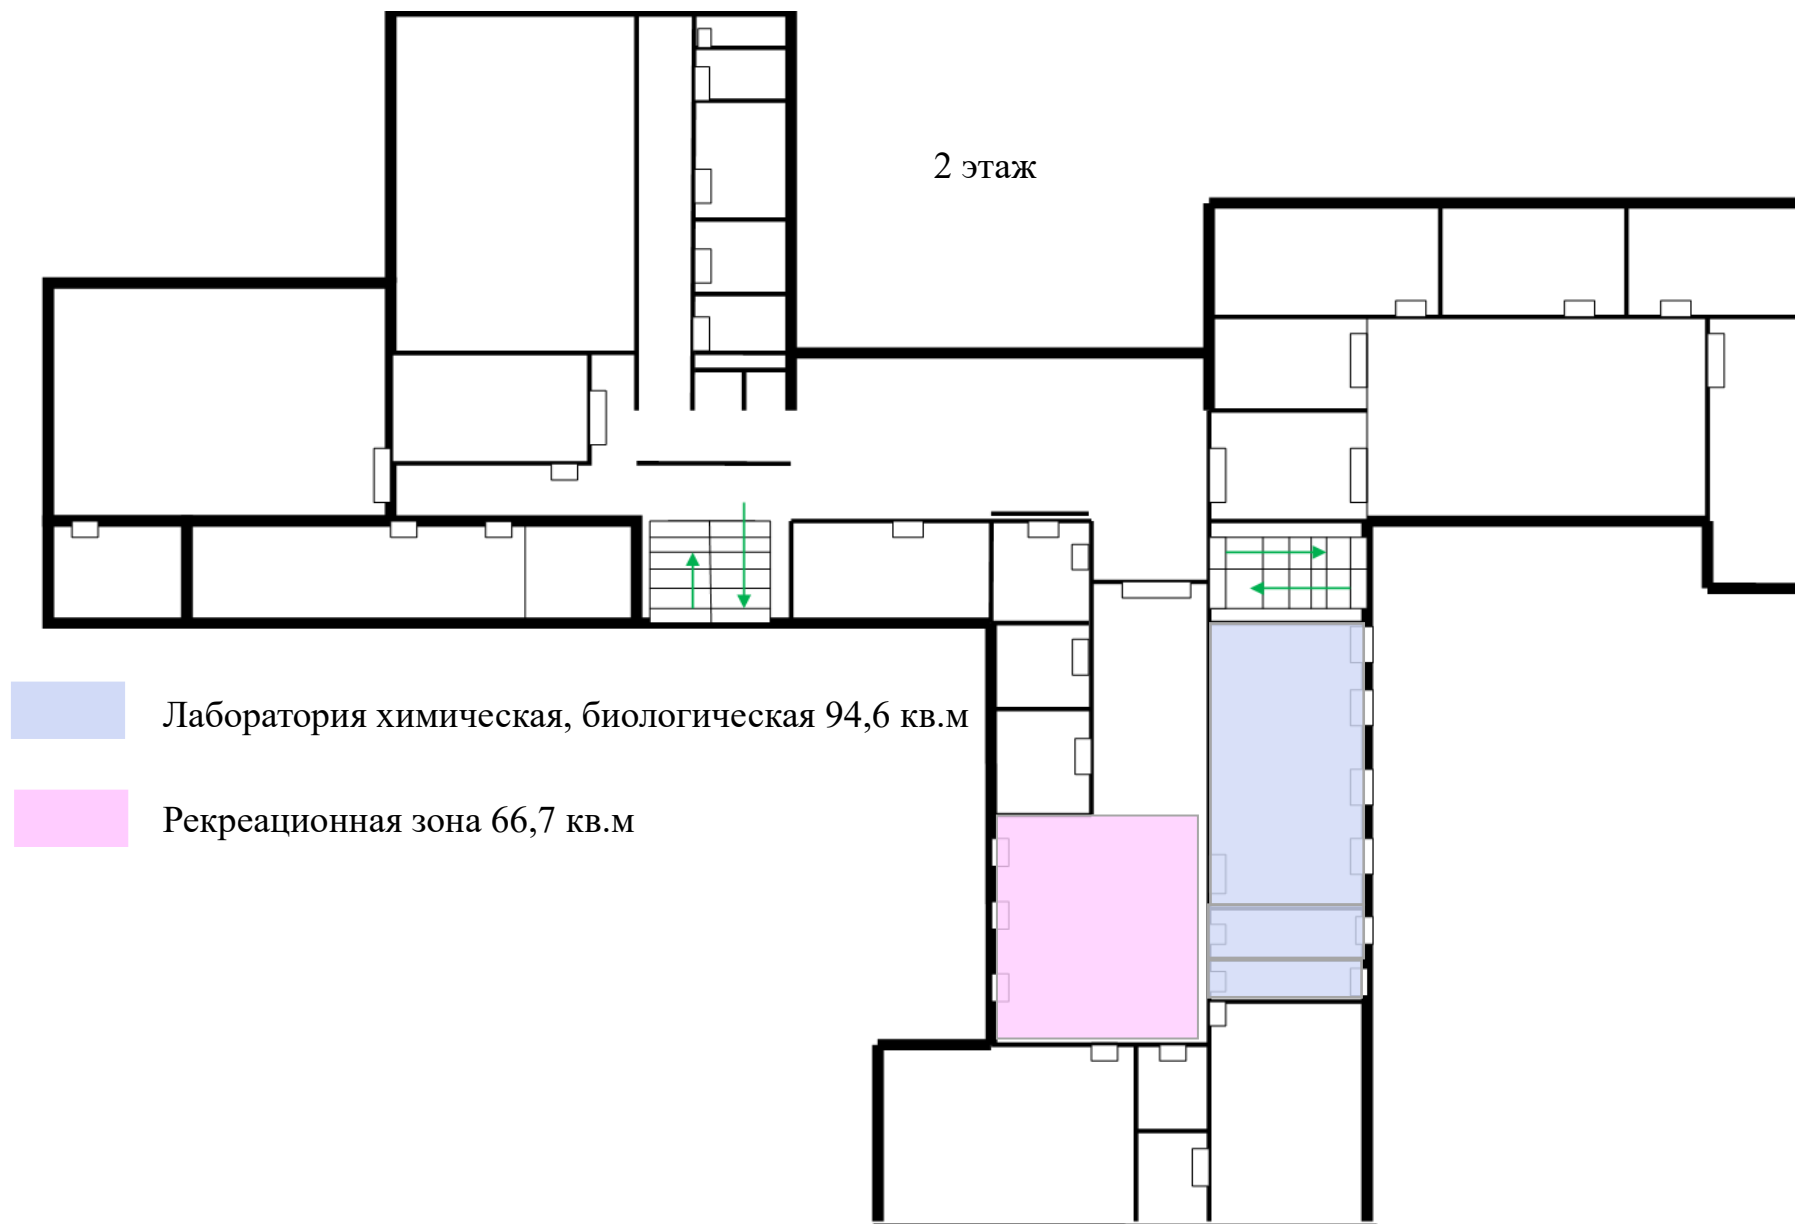 2 этаж
Лаборатория химическая, биологическая 94,6 кв.м
Рекреационная зона 66,7 кв.м